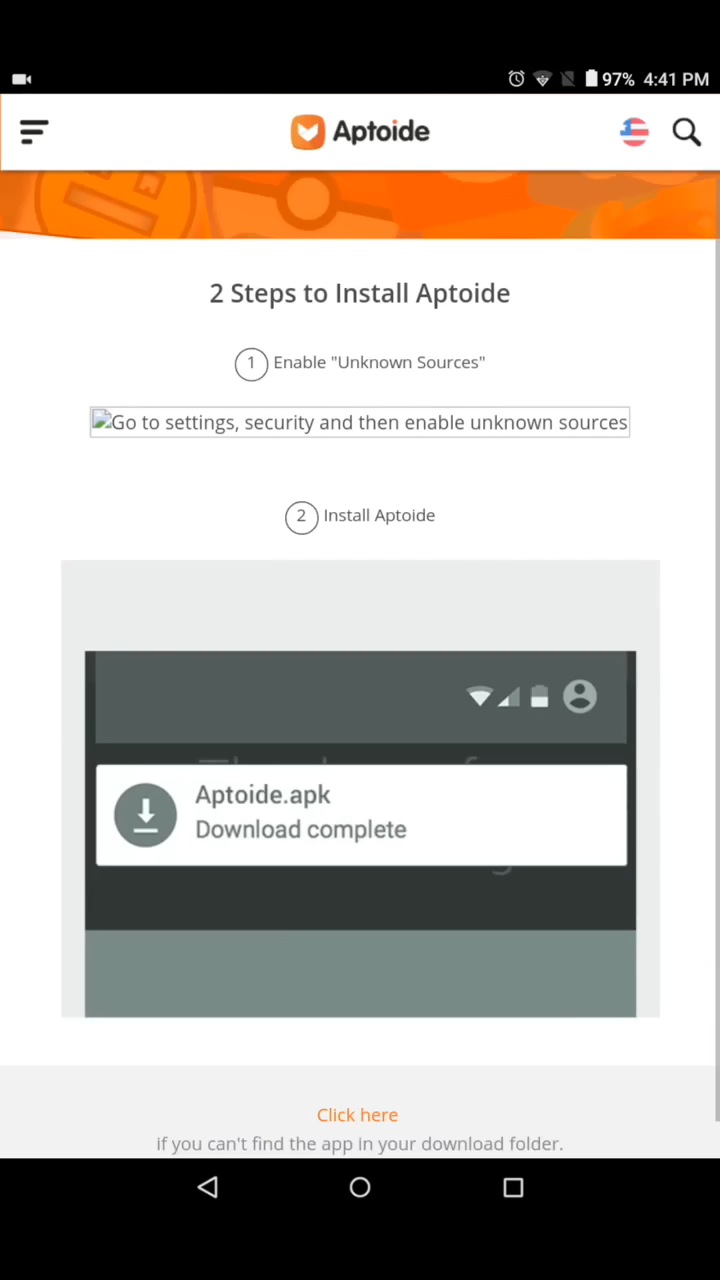 97% 4:41 PM
Aptoide
2 Steps to Install Aptoide
1 Enable "Unknown Sources"
Go to settings, security and then enable unknown sources
2 Install Aptoide
Aptoide.apk
Download complete
Click here
if you can't find the app in your download folder.